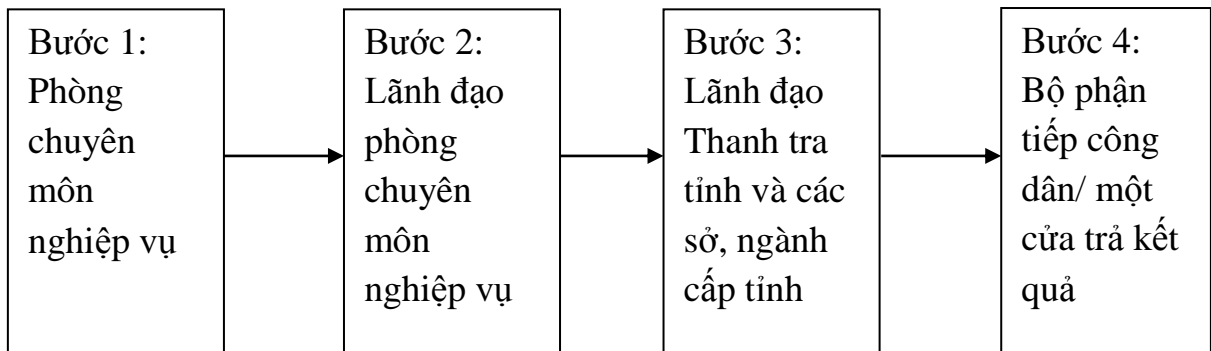 Bước 1:
Phòng
chuyên
môn
nghiệp vụ
Bước 2:
Lãnh đạo
phòng
chuyên
môn
nghiệp vụ
Bước 3:
Lãnh đạo
Thanh tra
tỉnh và các
sở, ngành
cấp tỉnh
Bước 4:
Bộ phận
tiếp công
dân/ một
cửa trả kết
quả